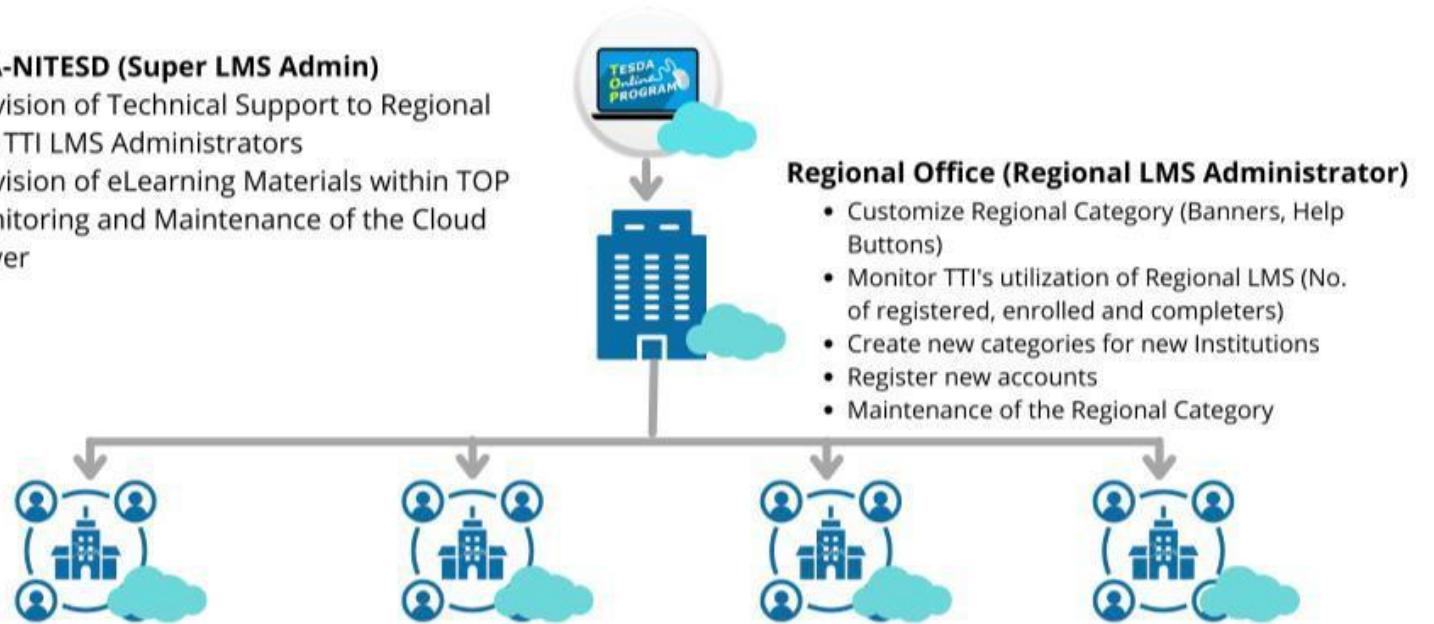 -NITESD (Super LMS Admin)
vision of Technical Support to Regional
TTI LMS Administrators
vision of eLearning Materials within TOP
nitoring and Maintenance of the Cloud
ver
TESDA
Online
PROGRAM
Regional Office (Regional LMS Administrator)
• Customize Regional Category (Banners, Help
Buttons)
• Monitor TTI's utilization of Regional LMS (No.
of registered, enrolled and completers)
• Create new categories for new Institutions
• Register new accounts
• Maintenance of the Regional Category